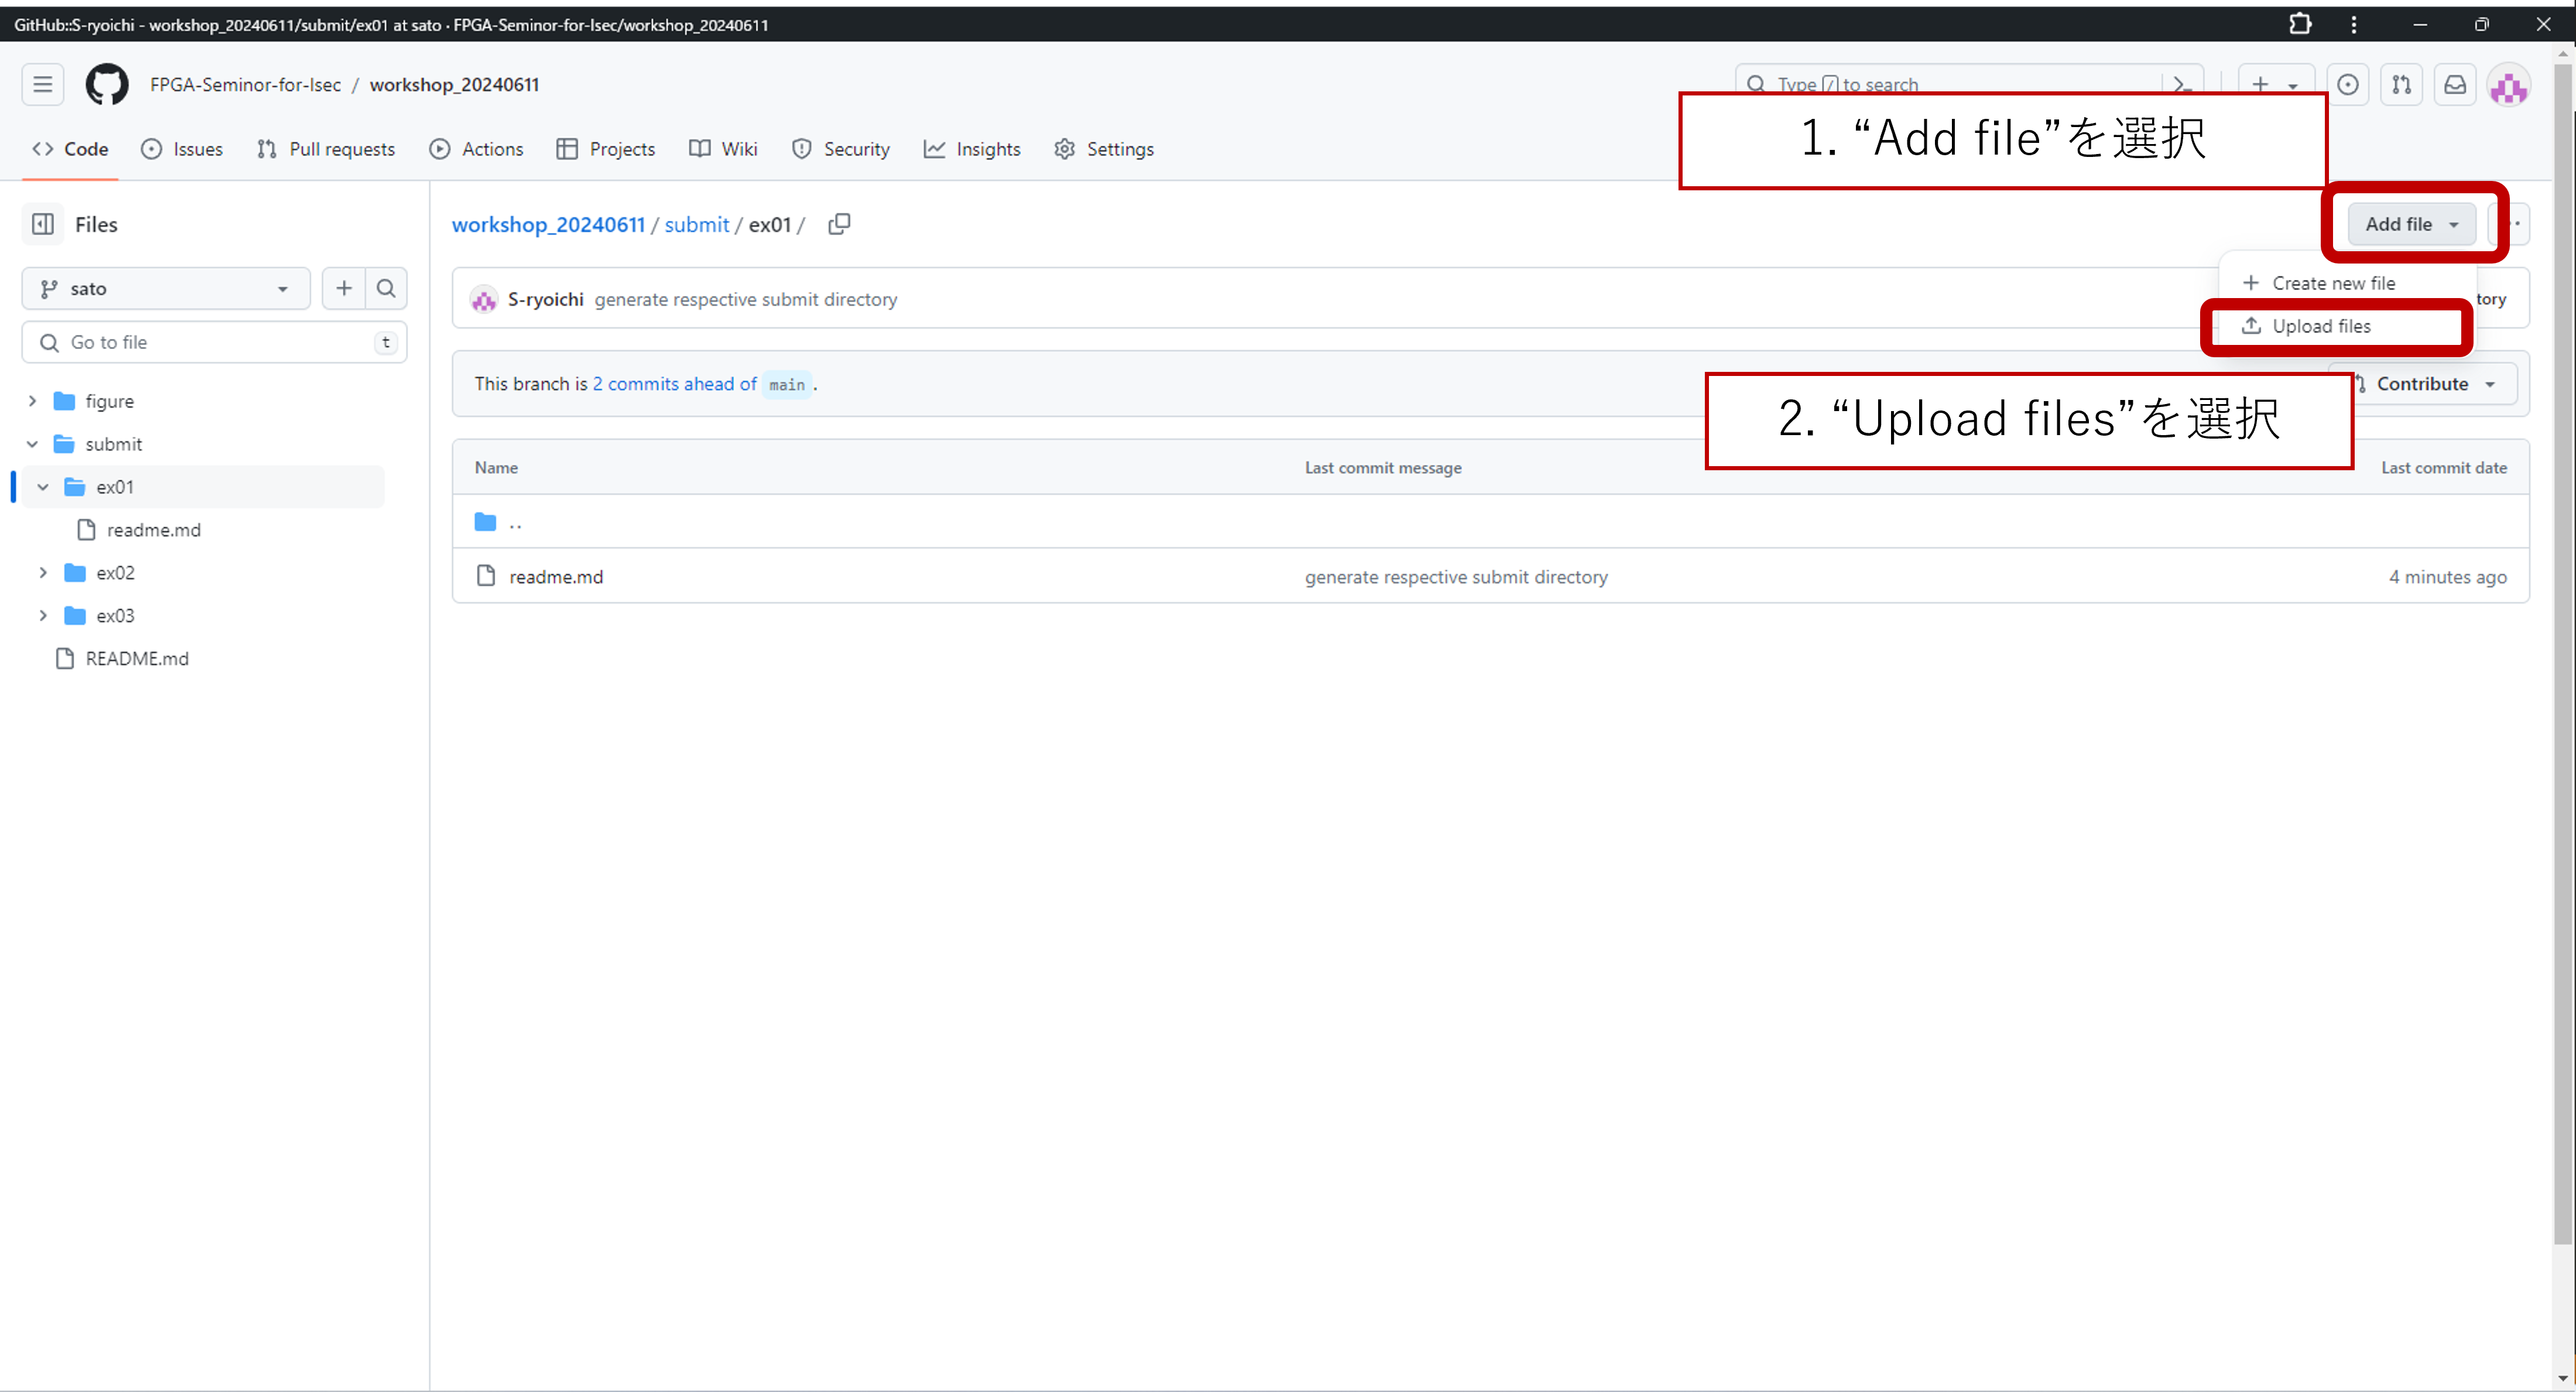 GitHub::S-ryoichi - workshop_20240611/submit/ex01 at sato · FPGA-Seminor-for-Isec/workshop_20240611
FPGA-Seminor-for-Isec / workshop_20240611
Type / to search
Code Issues Pull requests Actions Projects Wiki Security Insights Settings
1. “Add file”を選択
Files
workshop_20240611 / submit / ex01 /
Add file
sato
S-ryoichi generate respective submit directory
Create new file
tory
Upload files
Go to file t
This branch is 2 commits ahead of main .
Contribute
2. “Upload files”を選択
figure
submit
ex01
readme.md
ex02
ex03
README.md
Name Last commit message Last commit date
..
readme.md generate respective submit directory 4 minutes ago